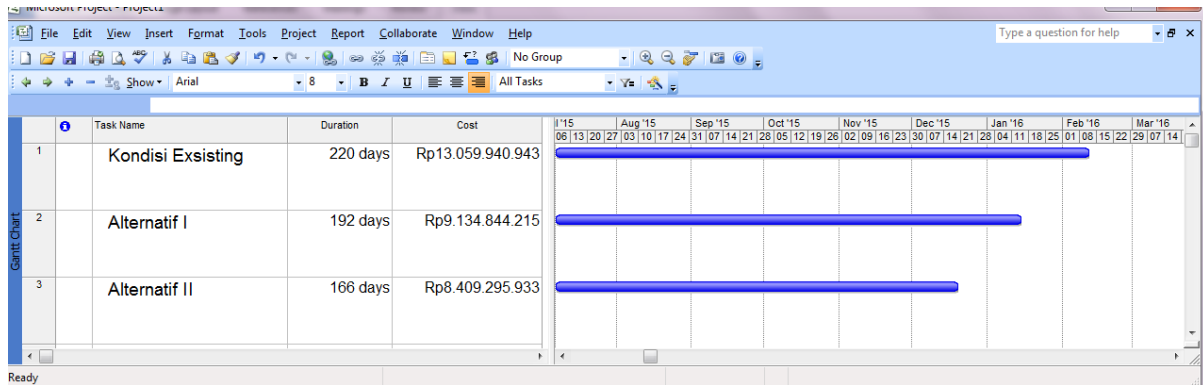 Microsoft Project - Project1
File Edit View Insert Format Tools Project Report Collaborate Window Help
Type a question for help
No Group
Show Arial 8 B I U All Tasks
Task Name Duration Cost l '15 Aug '15 Sep '15 Oct '15 Nov '15 Dec '15 Jan '16 Feb '16 Mar '16
06 13 20 27 03 10 17 24 31 07 14 21 28 05 12 19 26 02 09 16 23 30 07 14 21 28 04 11 18 25 01 08 15 22 29 07 14
1 Kondisi Exsisting 220 days Rp13.059.940.943
2 Alternatif I 192 days Rp9.134.844.215
3 Alternatif II 166 days Rp8.409.295.933
Gantt Chart
Ready